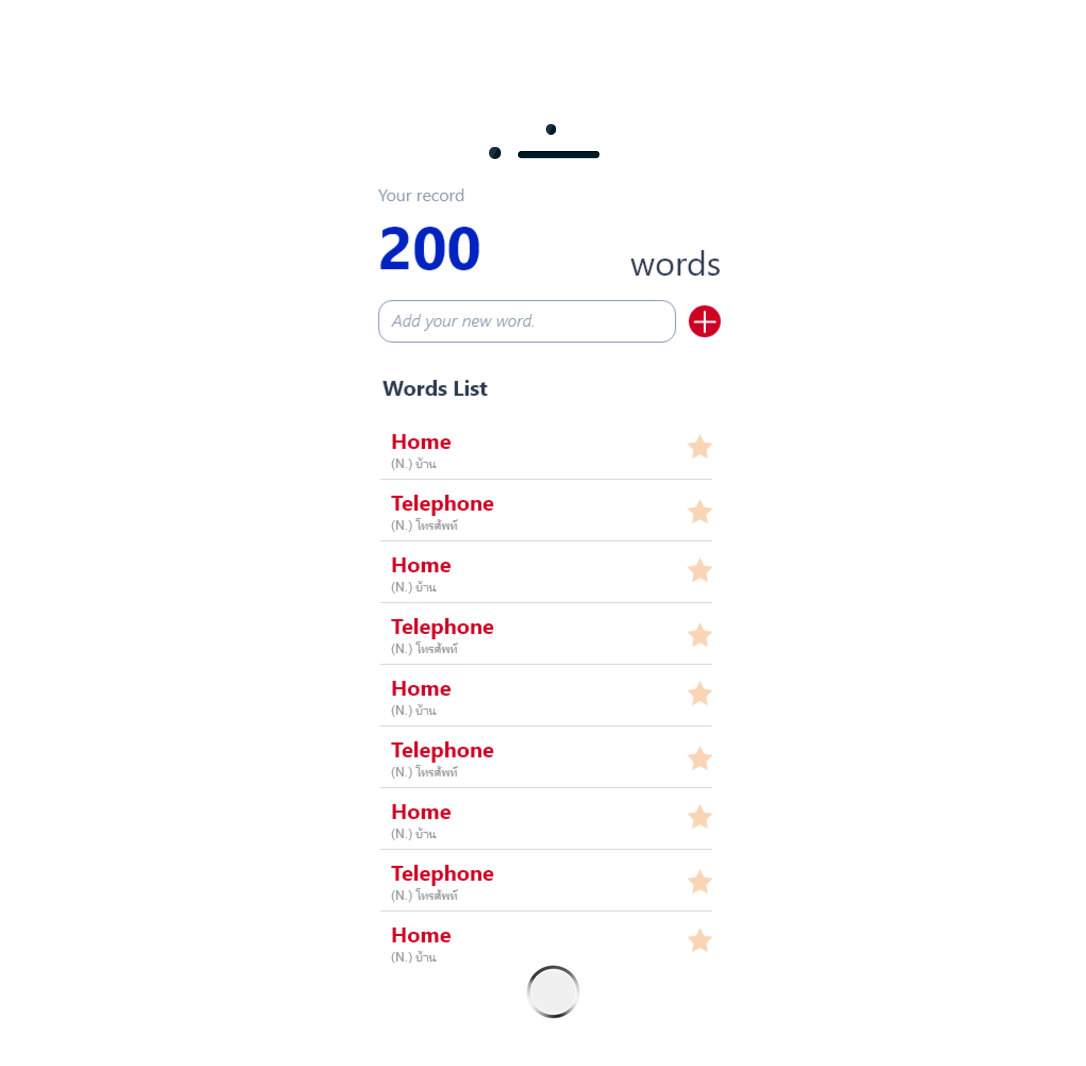 Your record
200 words
Add your new word.
Words List
Home
(N.) บ้าน
Telephone
(N.) โทรศัพท์
Home
(N.) บ้าน
Telephone
(N.) โทรศัพท์
Home
(N.) บ้าน
Telephone
(N.) โทรศัพท์
Home
(N.) บ้าน
Telephone
(N.) โทรศัพท์
Home
(N.) บ้าน